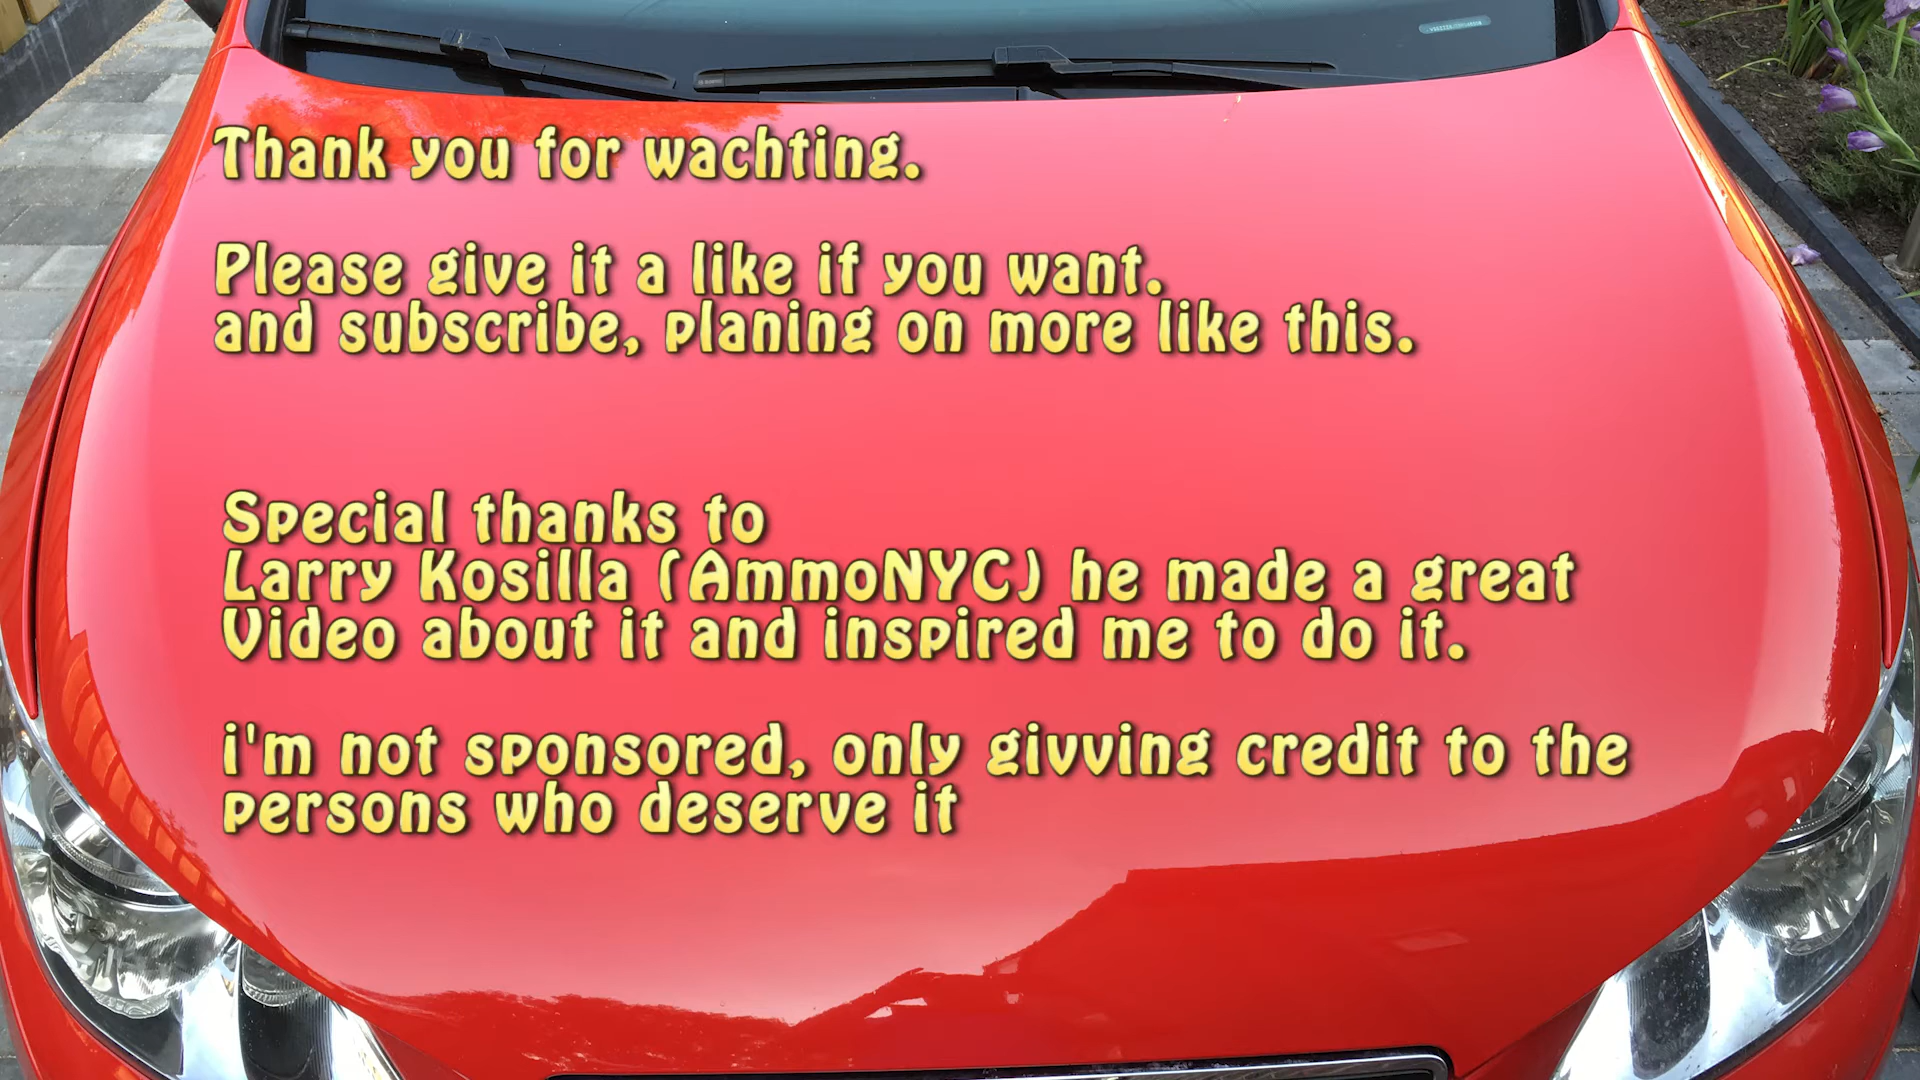 Thank you for wachting.
Please give it a like if you want.
and subscribe, planing on more like this.
Special thanks to
Larry Kosilla (AmmoNYC) he made a great
Video about it and inspired me to do it.
i'm not sponsored, only givving credit to the
persons who deserve it